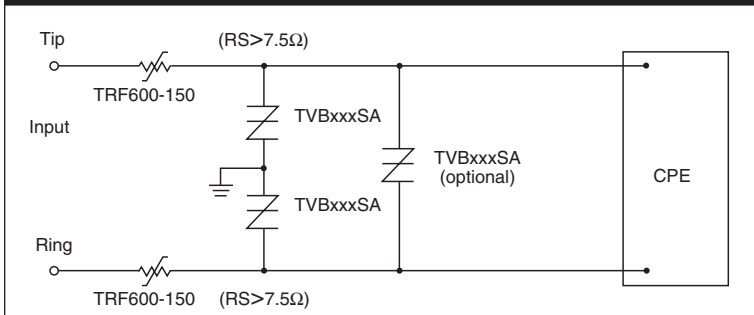 Tip
(RS>7.5Ω)
TRF600-150
TVBxxxSA
Input
TVBxxxSA
(optional)
CPE
TVBxxxSA
Ring
TRF600-150
(RS>7.5Ω)